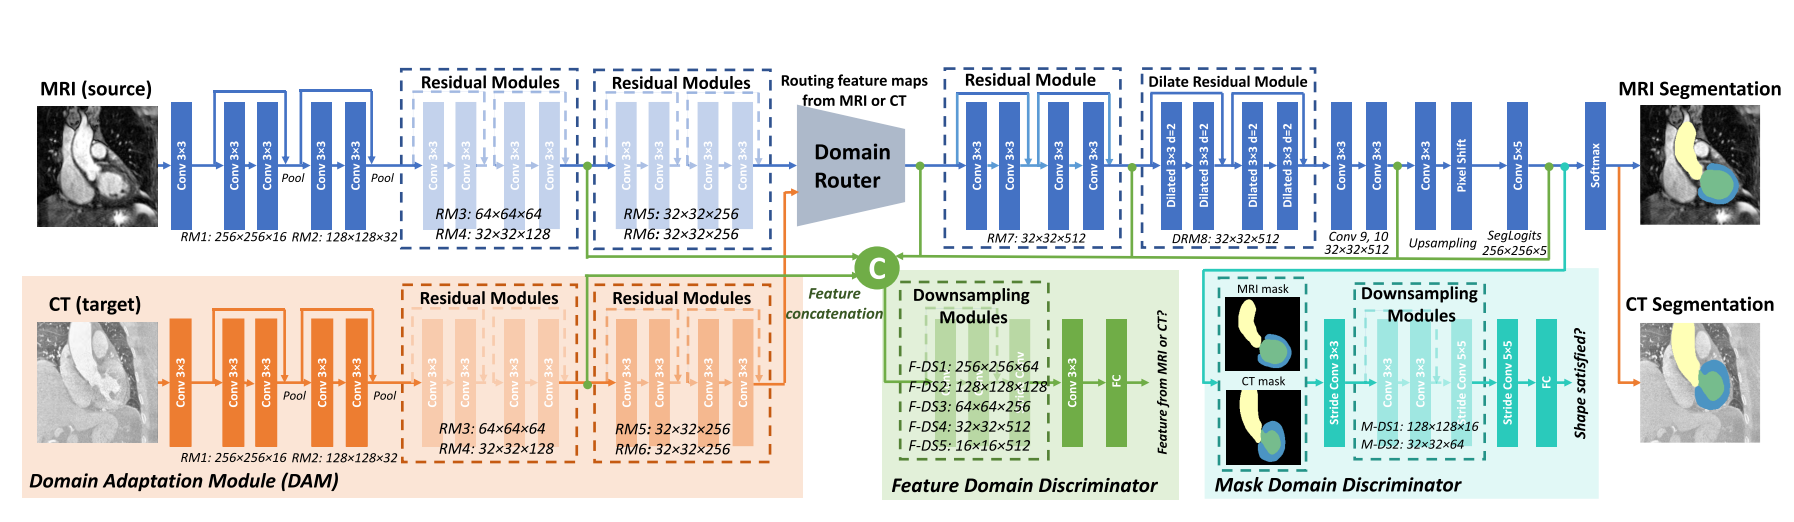 MRI (source)
Conv 3×3
Conv 3×3
Conv 3×3
Pool
Conv 3×3
Conv 3×3
Pool
RM1: 256×256×16
RM2: 128×128×32
Residual Modules
Conv 3×3
Conv 3×3
Conv 3×3
Conv 3×3
RM3: 64×64×64
RM4: 32×32×128
Residual Modules
Conv 3×3
Conv 3×3
Conv 3×3
Conv 3×3
RM5: 32×32×256
RM6: 32×32×256
Routing feature maps
from MRI or CT
Domain
Router
Residual Module
Conv 3×3
Conv 3×3
Conv 3×3
Conv 3×3
RM7: 32×32×512
Dilate Residual Module
Dilated 3×3 d=2
Dilated 3×3 d=2
Dilated 3×3 d=2
Dilated 3×3 d=2
DRM8: 32×32×512
Conv 3×3
Conv 3×3
Conv 9, 10
32×32×512
Conv 3×3
Pixel Shift
Upsampling
Conv 5×5
SegLogits
256×256×5
Softmax
MRI Segmentation
CT (target)
Conv 3×3
Conv 3×3
Conv 3×3
Pool
Conv 3×3
Conv 3×3
Pool
RM1: 256×256×16
RM2: 128×128×32
Residual Modules
Conv 3×3
Conv 3×3
Conv 3×3
Conv 3×3
RM3: 64×64×64
RM4: 32×32×128
Residual Modules
Conv 3×3
Conv 3×3
Conv 3×3
Conv 3×3
RM5: 32×32×256
RM6: 32×32×256
Domain Adaptation Module (DAM)
C
Feature
concatenation
Downsampling
Modules
F-DS1: 256×256×64
F-DS2: 128×128×128
F-DS3: 64×64×256
F-DS4: 32×32×512
F-DS5: 16×16×512
Conv 3×3
FC
Feature from MRI or CT?
Feature Domain Discriminator
MRI mask
CT mask
Stride Conv 3×3
Downsampling
Modules
Conv 3×3
Conv 3×3
Stride Conv 5×5
M-DS1: 128×128×16
M-DS2: 32×32×64
Stride Conv 5×5
FC
Shape satisfied?
Mask Domain Discriminator
CT Segmentation